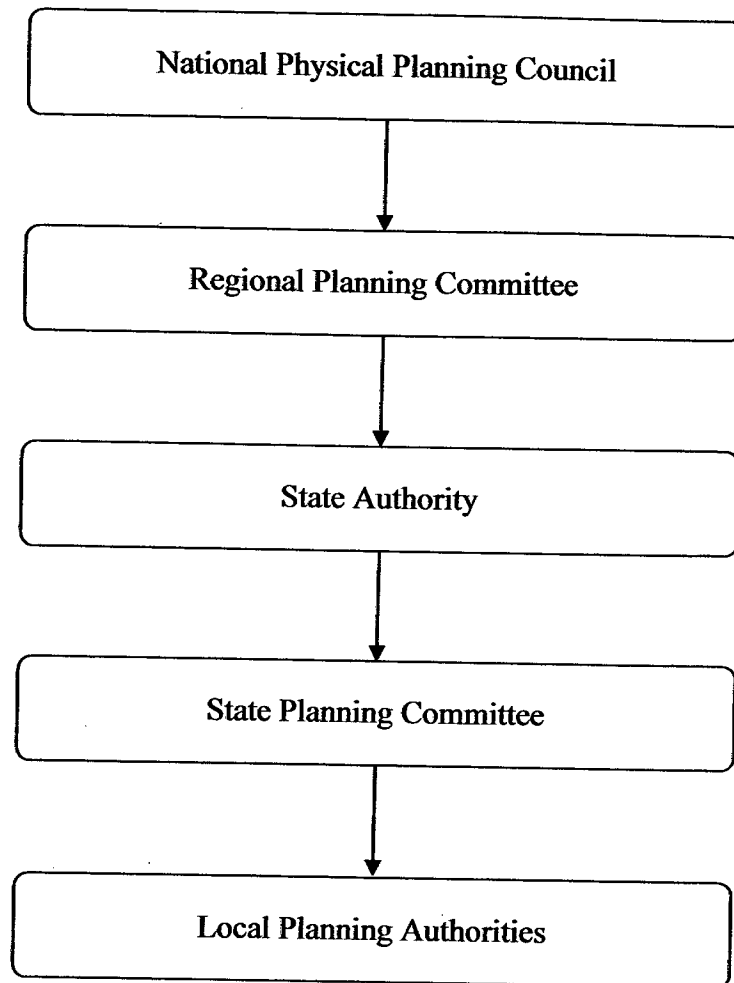 National Physical Planning Council
Regional Planning Committee
State Authority
State Planning Committee
Local Planning Authorities